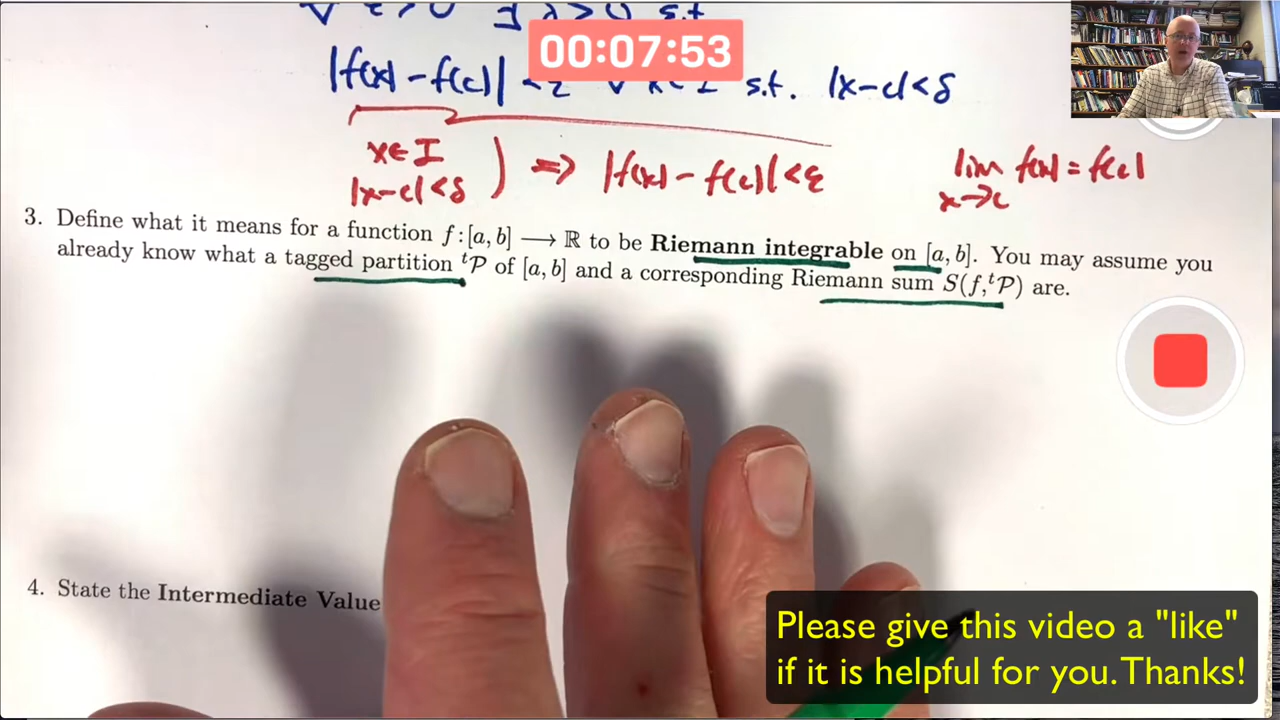 ∀ ε>0 ∃ δ>0 s.t.
00:07:53
|f(x) - f(c)| < ε ∀ x ∈ I s.t. |x-c|<δ
x∈I
|x-c|<δ ) ⇒ |f(x) - f(c)|<ε
lim f(x) = f(c)
x→c
3. Define what it means for a function f:[a, b] ⟶ ℝ to be Riemann integrable on [a, b]. You may assume you
already know what a tagged partition ᵗP of [a, b] and a corresponding Riemann sum S(f,ᵗP) are.
4. State the Intermediate Value
Please give this video a "like"
if it is helpful for you. Thanks!